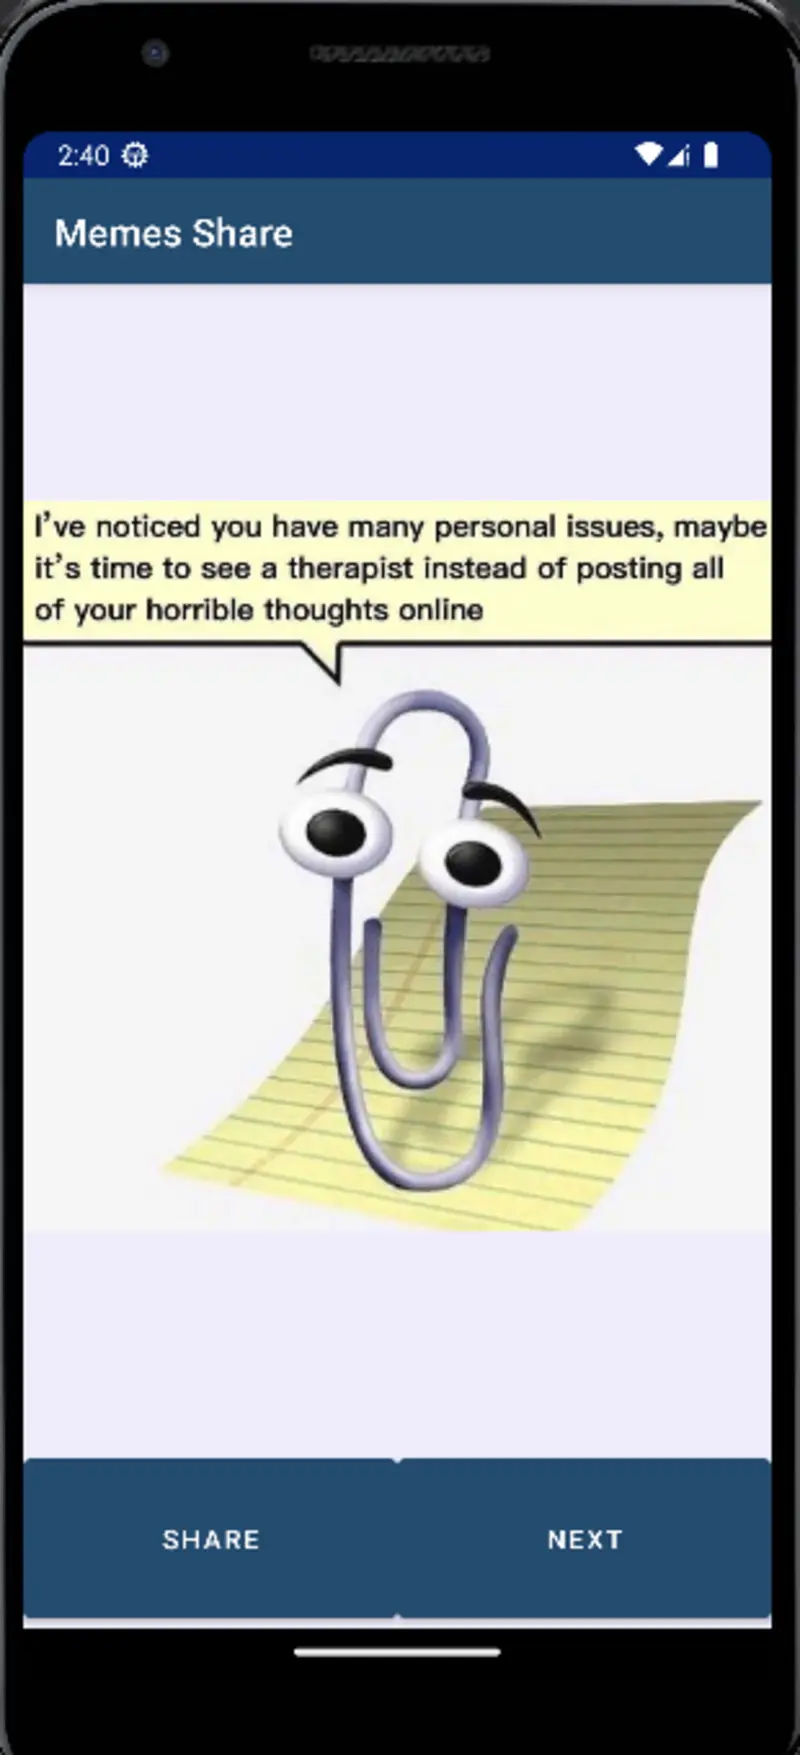 2:40
Memes Share
I've noticed you have many personal issues, maybe
it's time to see a therapist instead of posting all
of your horrible thoughts online
SHARE NEXT